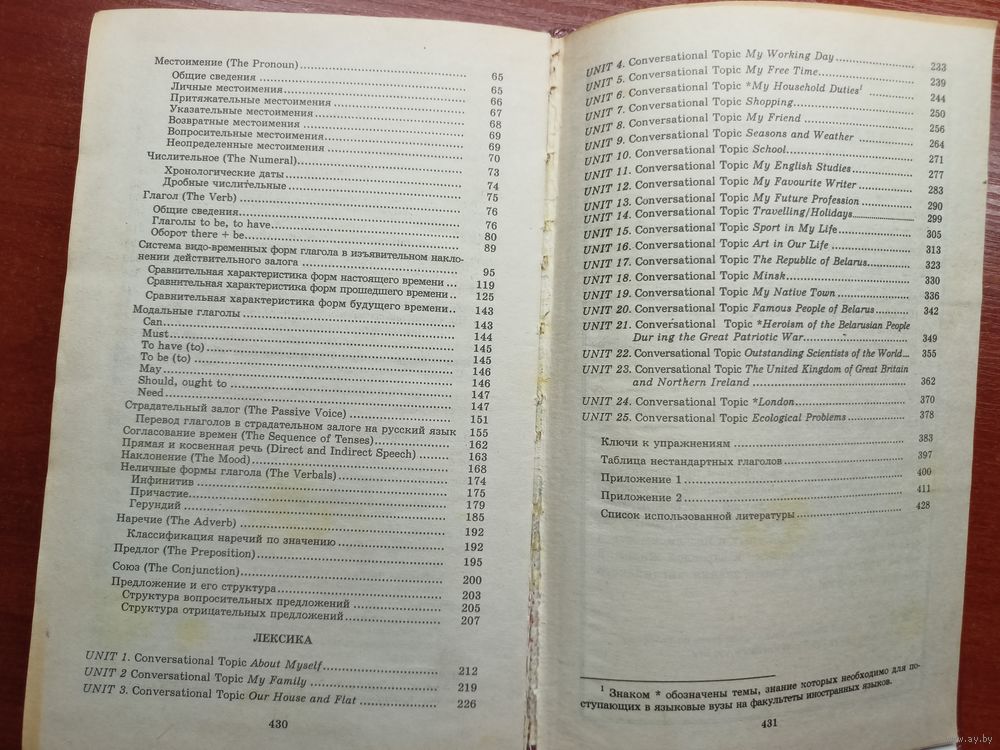 Местоимение (The Pronoun) 65
Общие сведения 65
Личные местоимения 66
Притяжательные местоимения 67
Указательные местоимения 68
Возвратные местоимения 69
Вопросительные местоимения 69
Неопределенные местоимения 70
Числительное (The Numeral) 73
Хронологические даты 74
Дробные числительные 75
Глагол (The Verb) 76
Общие сведения 76
Глаголы to be, to have 80
Оборот there + be 89
Система видо-временных форм глагола в изъявительном накло-
нении действительного залога 95
Сравнительная характеристика форм настоящего времени ... 119
Сравнительная характеристика форм прошедшего времени .. 125
Сравнительная характеристика форм будущего времени .. 143
Модальные глаголы 143
Can 144
Must 145
To have (to) 145
To be (to) 146
May 146
Should, ought to 147
Need 147
Страдательный залог (The Passive Voice) 151
Перевод глаголов в страдательном залоге на русский язык 155
Согласование времен (The Sequence of Tenses) 162
Прямая и косвенная речь (Direct and Indirect Speech) 163
Наклонение (The Mood) 168
Неличные формы глагола (The Verbals) 174
Инфинитив 175
Причастие 179
Герундий 185
Наречие (The Adverb) 192
Классификация наречий по значению 192
Предлог (The Preposition) 195
Союз (The Conjunction) 200
Предложение и его структура 203
Структура вопросительных предложений 205
Структура отрицательных предложений 207
ЛЕКСИКА
UNIT 1. Conversational Topic About Myself 212
UNIT 2 Conversational Topic My Family 219
UNIT 3. Conversational Topic Our House and Flat 226
430
UNIT 4. Conversational Topic My Working Day 233
UNIT 5. Conversational Topic My Free Time 239
UNIT 6. Conversational Topic *My Household Duties¹ 244
UNIT 7. Conversational Topic Shopping 250
UNIT 8. Conversational Topic My Friend 256
UNIT 9. Conversational Topic Seasons and Weather 264
UNIT 10. Conversational Topic School 271
UNIT 11. Conversational Topic My English Studies 277
UNIT 12. Conversational Topic My Favourite Writer 283
UNIT 13. Conversational Topic My Future Profession 290
UNIT 14. Conversational Topic Travelling/Holidays 299
UNIT 15. Conversational Topic Sport in My Life 305
UNIT 16. Conversational Topic Art in Our Life 313
UNIT 17. Conversational Topic The Republic of Belarus 323
UNIT 18. Conversational Topic Minsk 330
UNIT 19. Conversational Topic My Native Town 336
UNIT 20. Conversational Topic Famous People of Belarus 342
UNIT 21. Conversational Topic *Heroism of the Belarusian People
Dur ing the Great Patriotic War 349
UNIT 22. Conversational Topic Outstanding Scientists of the World... 355
UNIT 23. Conversational Topic The United Kingdom of Great Britain
and Northern Ireland 362
UNIT 24. Conversational Topic *London 370
UNIT 25. Conversational Topic Ecological Problems 378
Ключи к упражнениям 383
Таблица нестандартных глаголов 397
Приложение 1 400
Приложение 2 411
Список использованной литературы 428
¹ Знаком * обозначены темы, знание которых необходимо для по-
ступающих в языковые вузы на факультеты иностранных языков.
431
www.ay.by